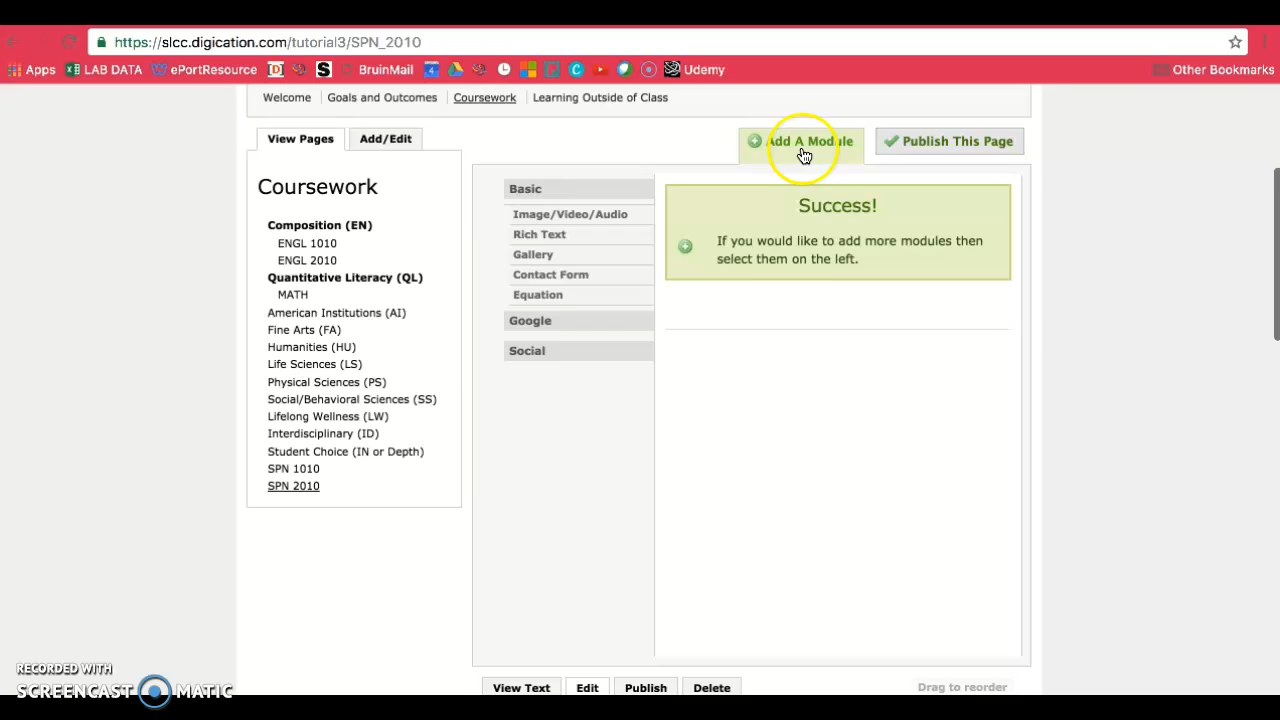 https://slcc.digication.com/tutorial3/SPN_2010
Apps LAB DATA ePortResource BruinMail Udemy Other Bookmarks
Welcome Goals and Outcomes Coursework Learning Outside of Class
View Pages Add/Edit Add A Module Publish This Page
Coursework
Composition (EN)
ENGL 1010
ENGL 2010
Quantitative Literacy (QL)
MATH
American Institutions (AI)
Fine Arts (FA)
Humanities (HU)
Life Sciences (LS)
Physical Sciences (PS)
Social/Behavioral Sciences (SS)
Lifelong Wellness (LW)
Interdisciplinary (ID)
Student Choice (IN or Depth)
SPN 1010
SPN 2010
Basic
Image/Video/Audio
Rich Text
Gallery
Contact Form
Equation
Google
Social
Success!
If you would like to add more modules then
select them on the left.
View Text Edit Publish Delete Drag to reorder
RECORDED WITH
SCREENCAST MATIC